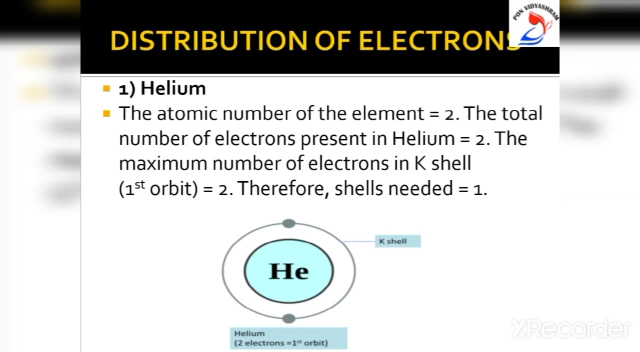 PON VIDYASHRAM
DISTRIBUTION OF ELECTRONS
1) Helium
The atomic number of the element = 2. The total
number of electrons present in Helium = 2. The
maximum number of electrons in K shell
(1st orbit) = 2. Therefore, shells needed = 1.
K shell
He
Helium
(2 electrons =1st orbit)
XRecorder